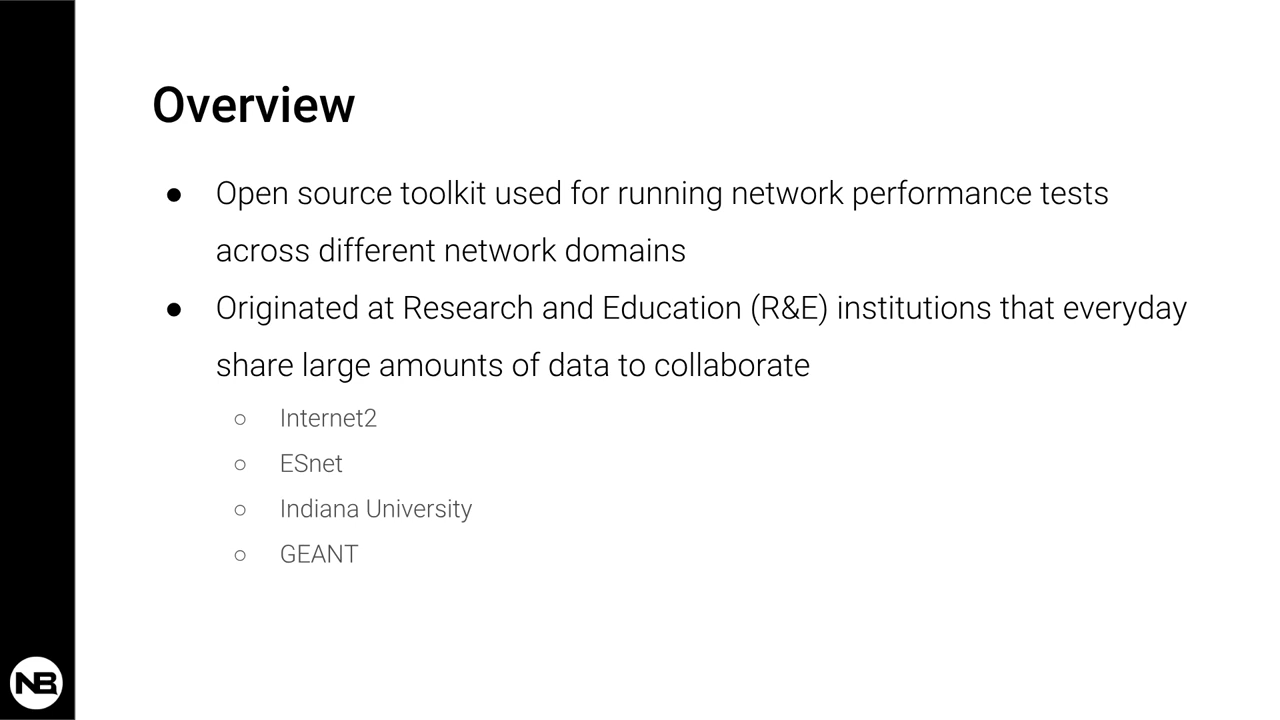 Overview
● Open source toolkit used for running network performance tests
across different network domains
● Originated at Research and Education (R&E) institutions that everyday
share large amounts of data to collaborate
○ Internet2
○ ESnet
○ Indiana University
○ GEANT
NB